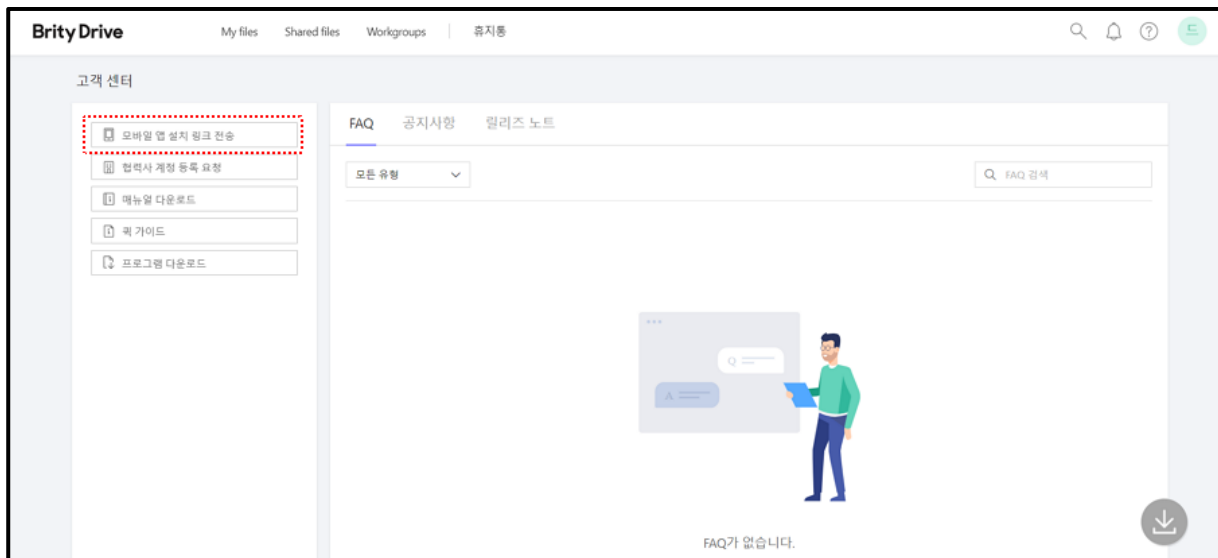 Brity Drive My files Shared files Workgroups 휴지통 드
고객 센터
모바일 앱 설치 링크 전송
협력사 계정 등록 요청
매뉴얼 다운로드
퀵 가이드
프로그램 다운로드
FAQ 공지사항 릴리즈 노트
모든 유형 FAQ 검색
Q
A
FAQ가 없습니다.